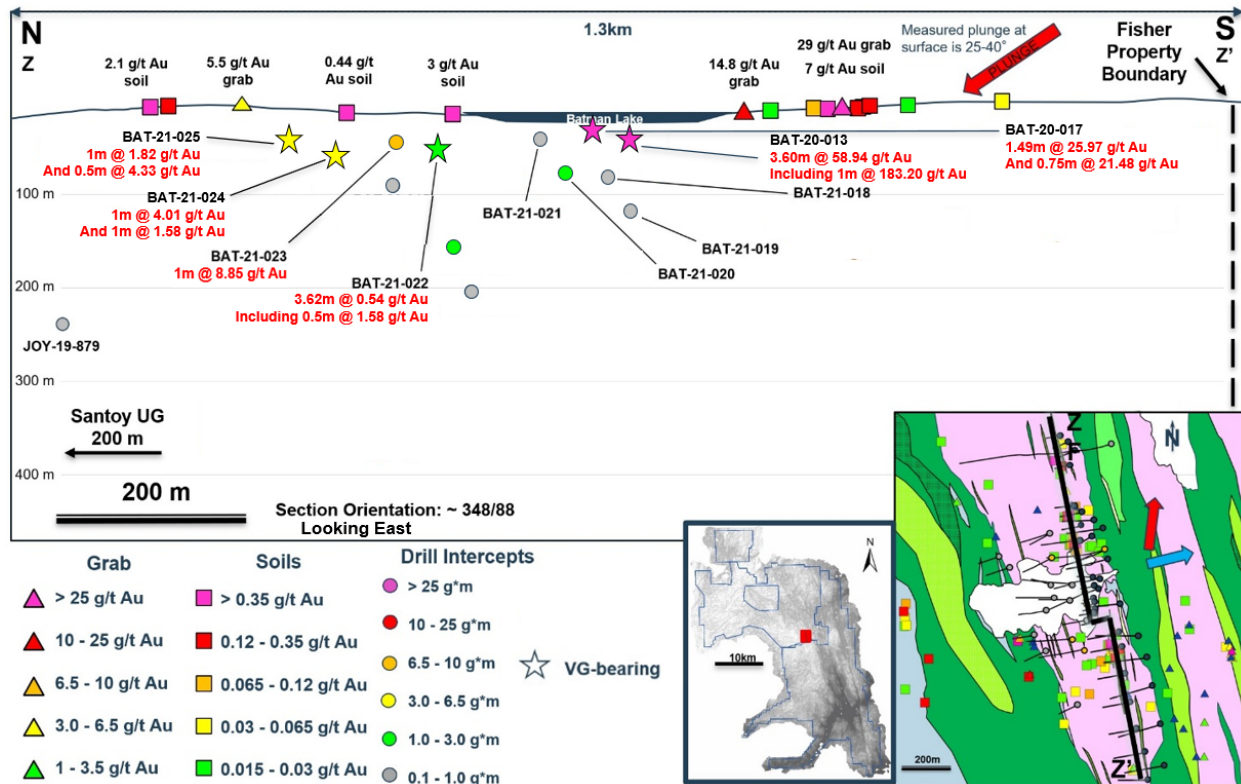 N
Z
1.3km
S
Z'
Measured plunge at
surface is 25-40°
PLUNGE
Fisher
Property
Boundary
2.1 g/t Au
soil
5.5 g/t Au
grab
0.44 g/t
Au soil
3 g/t Au
soil
14.8 g/t Au
grab
29 g/t Au grab
7 g/t Au soil
Batman Lake
BAT-21-025
1m @ 1.82 g/t Au
And 0.5m @ 4.33 g/t Au
BAT-21-024
1m @ 4.01 g/t Au
And 1m @ 1.58 g/t Au
BAT-21-023
1m @ 8.85 g/t Au
BAT-21-022
3.62m @ 0.54 g/t Au
Including 0.5m @ 1.58 g/t Au
BAT-21-021
BAT-21-020
BAT-21-019
BAT-21-018
BAT-20-013
3.60m @ 58.94 g/t Au
Including 1m @ 183.20 g/t Au
BAT-20-017
1.49m @ 25.97 g/t Au
And 0.75m @ 21.48 g/t Au
100 m
200 m
300 m
400 m
JOY-19-879
Santoy UG
200 m
200 m
Section Orientation: ~ 348/88
Looking East
Grab
> 25 g/t Au
10 - 25 g/t Au
6.5 - 10 g/t Au
3.0 - 6.5 g/t Au
1 - 3.5 g/t Au
Soils
> 0.35 g/t Au
0.12 - 0.35 g/t Au
0.065 - 0.12 g/t Au
0.03 - 0.065 g/t Au
0.015 - 0.03 g/t Au
Drill Intercepts
> 25 g*m
10 - 25 g*m
6.5 - 10 g*m
3.0 - 6.5 g*m
1.0 - 3.0 g*m
0.1 - 1.0 g*m
VG-bearing
N
10km
Z
N
Z'
200m